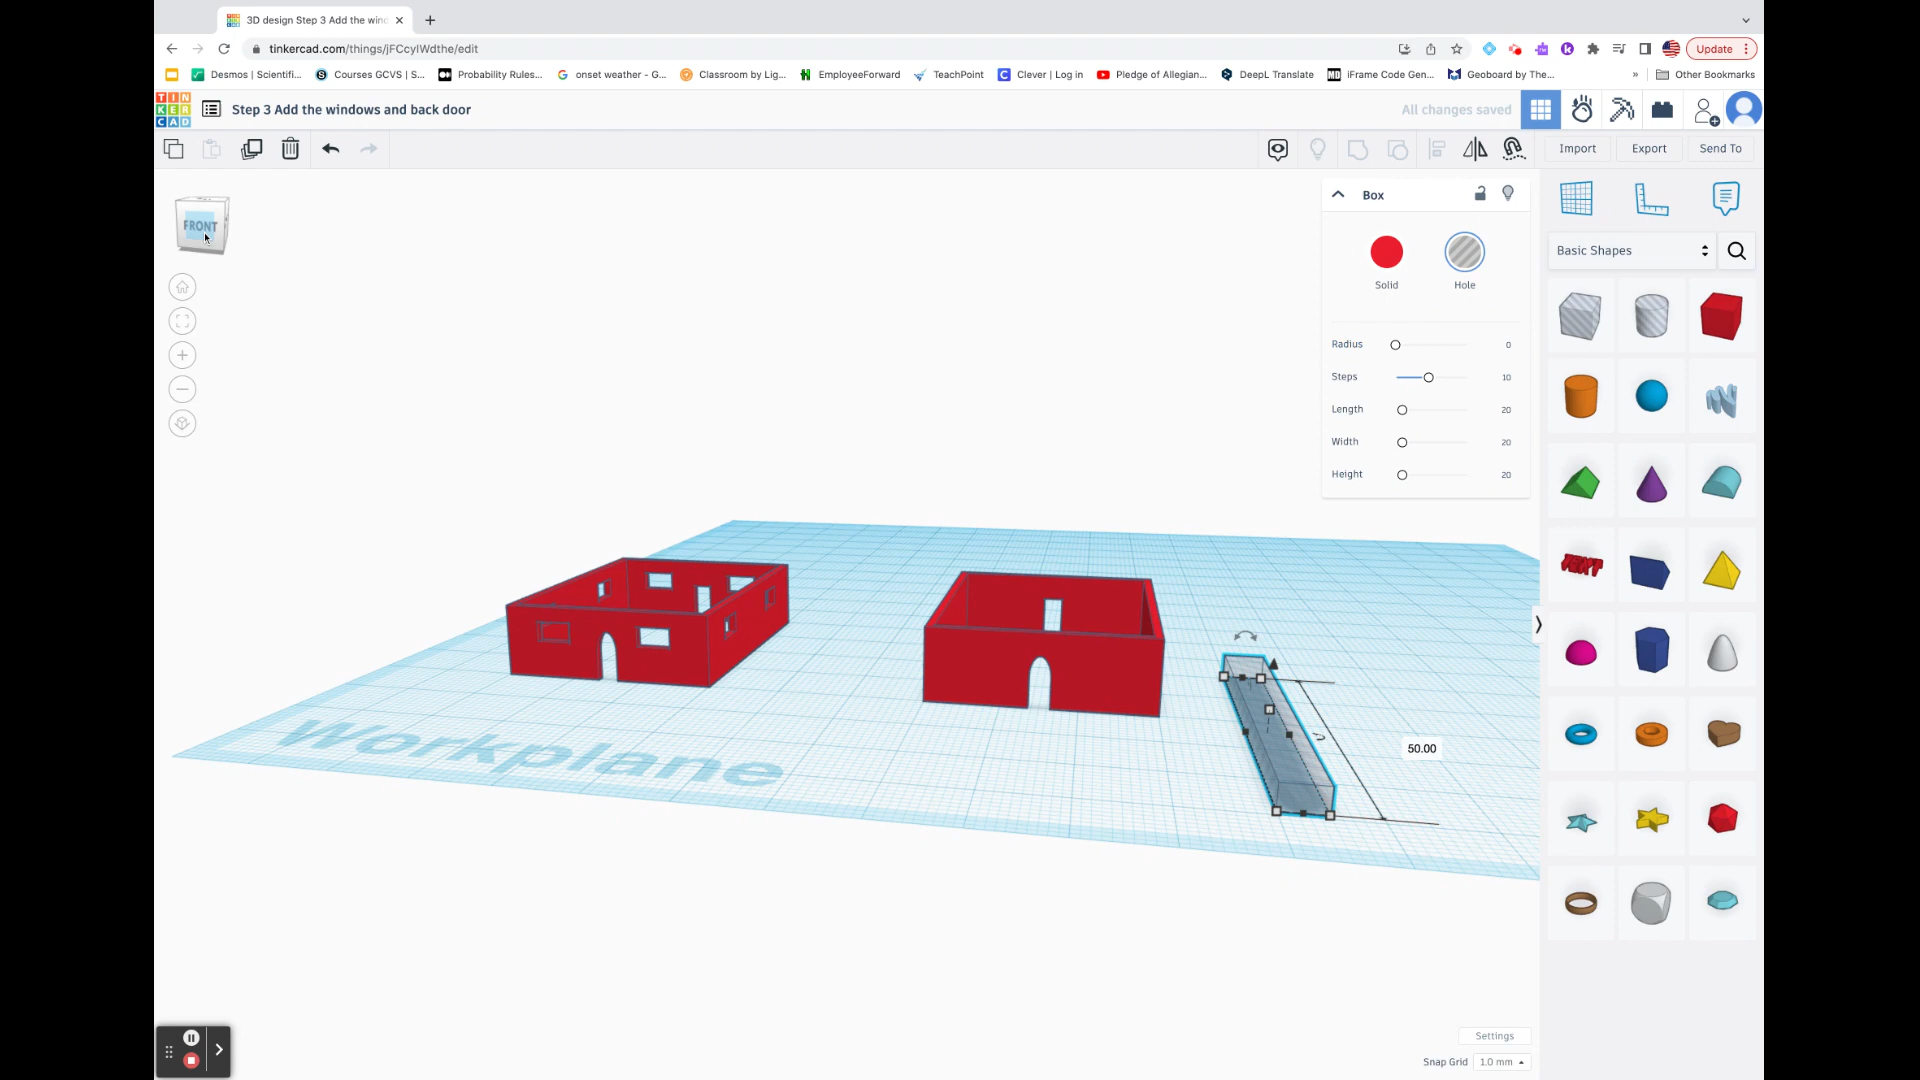 3D design Step 3 Add the wind
tinkercad.com/things/jFCcylWdthe/edit
Update
Desmos | Scientifi...
Courses GCVS | S...
Probability Rules...
onset weather - G...
Classroom by Lig...
EmployeeForward
TeachPoint
Clever | Log in
Pledge of Allegian...
DeepL Translate
iFrame Code Gen...
Geoboard by The...
»
Other Bookmarks
TIN
KER
CAD
Step 3 Add the windows and back door
All changes saved
Import
Export
Send To
FRONT
Box
Solid
Hole
Radius
0
Steps
10
Length
20
Width
20
Height
20
Basic Shapes
Workplane
50.00
Settings
Snap Grid
1.0 mm